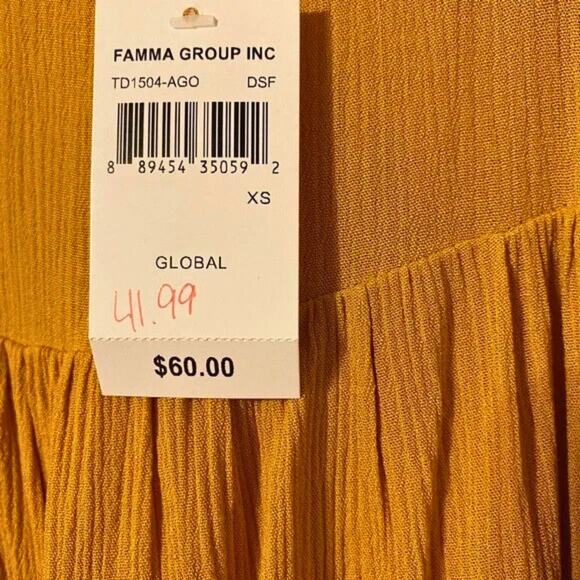 FAMMA GROUP INC
TD1504-AGO DSF
8 89454 35059 2
XS
GLOBAL
41.99
$60.00